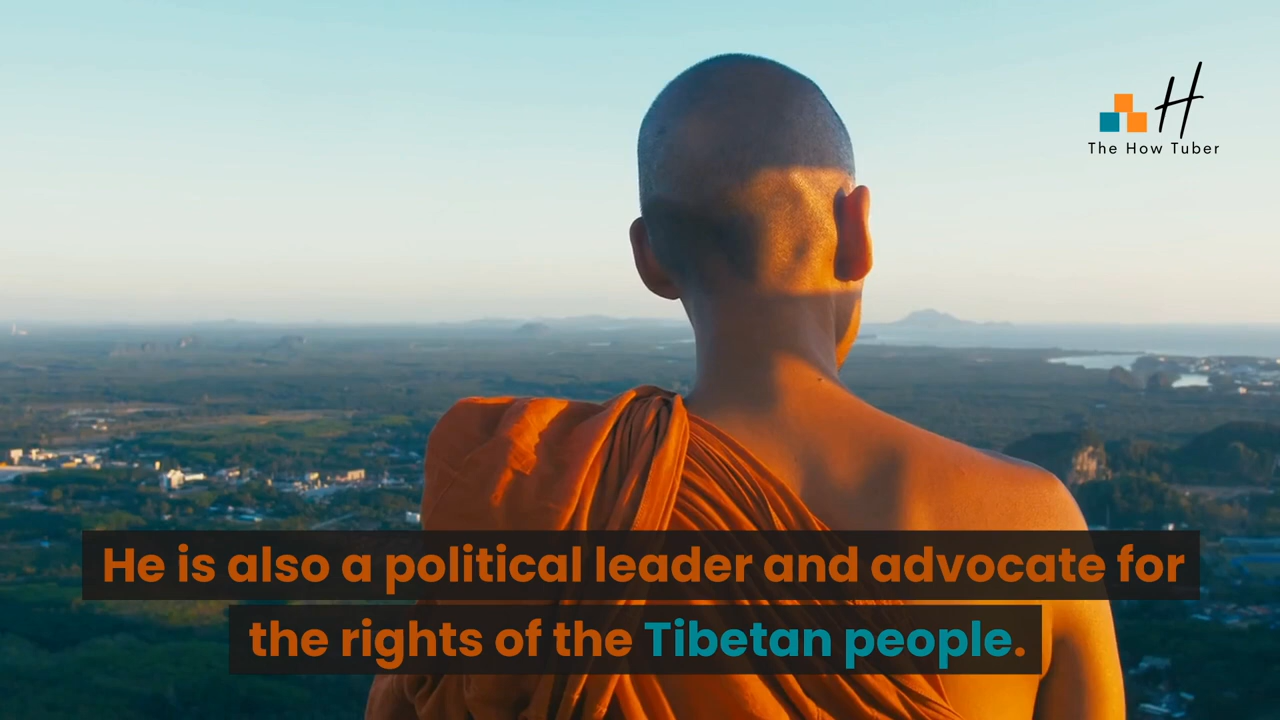 H
The How Tuber
He is also a political leader and advocate for
the rights of the Tibetan people.